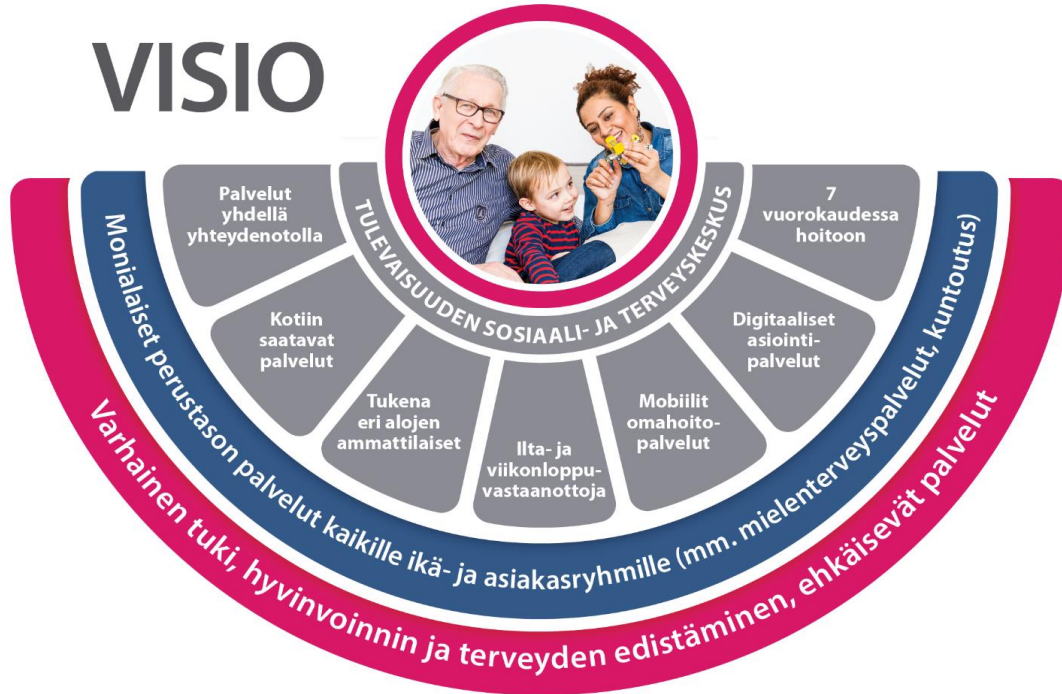 VISIO
TULEVAISUUDEN SOSIAALI- JA TERVEYSKESKUS
Palvelut
yhdellä
yhteydenotolla
Kotiin
saatavat
palvelut
Tukena
eri alojen
ammattilaiset
Ilta- ja
viikonloppu-
vastaanottoja
Mobiilit
omahoito-
palvelut
Digitaaliset
asiointi-
palvelut
7
vuorokaudessa
hoitoon
Monialaiset perustason palvelut kaikille ikä- ja asiakasryhmille (mm. mielenterveyspalvelut, kuntoutus)
Varhainen tuki, hyvinvoinnin ja terveyden edistäminen, ehkäisevät palvelut